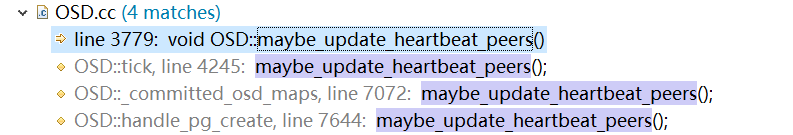 OSD.cc (4 matches)
line 3779: void OSD::maybe_update_heartbeat_peers()
OSD::tick, line 4245: maybe_update_heartbeat_peers();
OSD::_committed_osd_maps, line 7072: maybe_update_heartbeat_peers();
OSD::handle_pg_create, line 7644: maybe_update_heartbeat_peers();